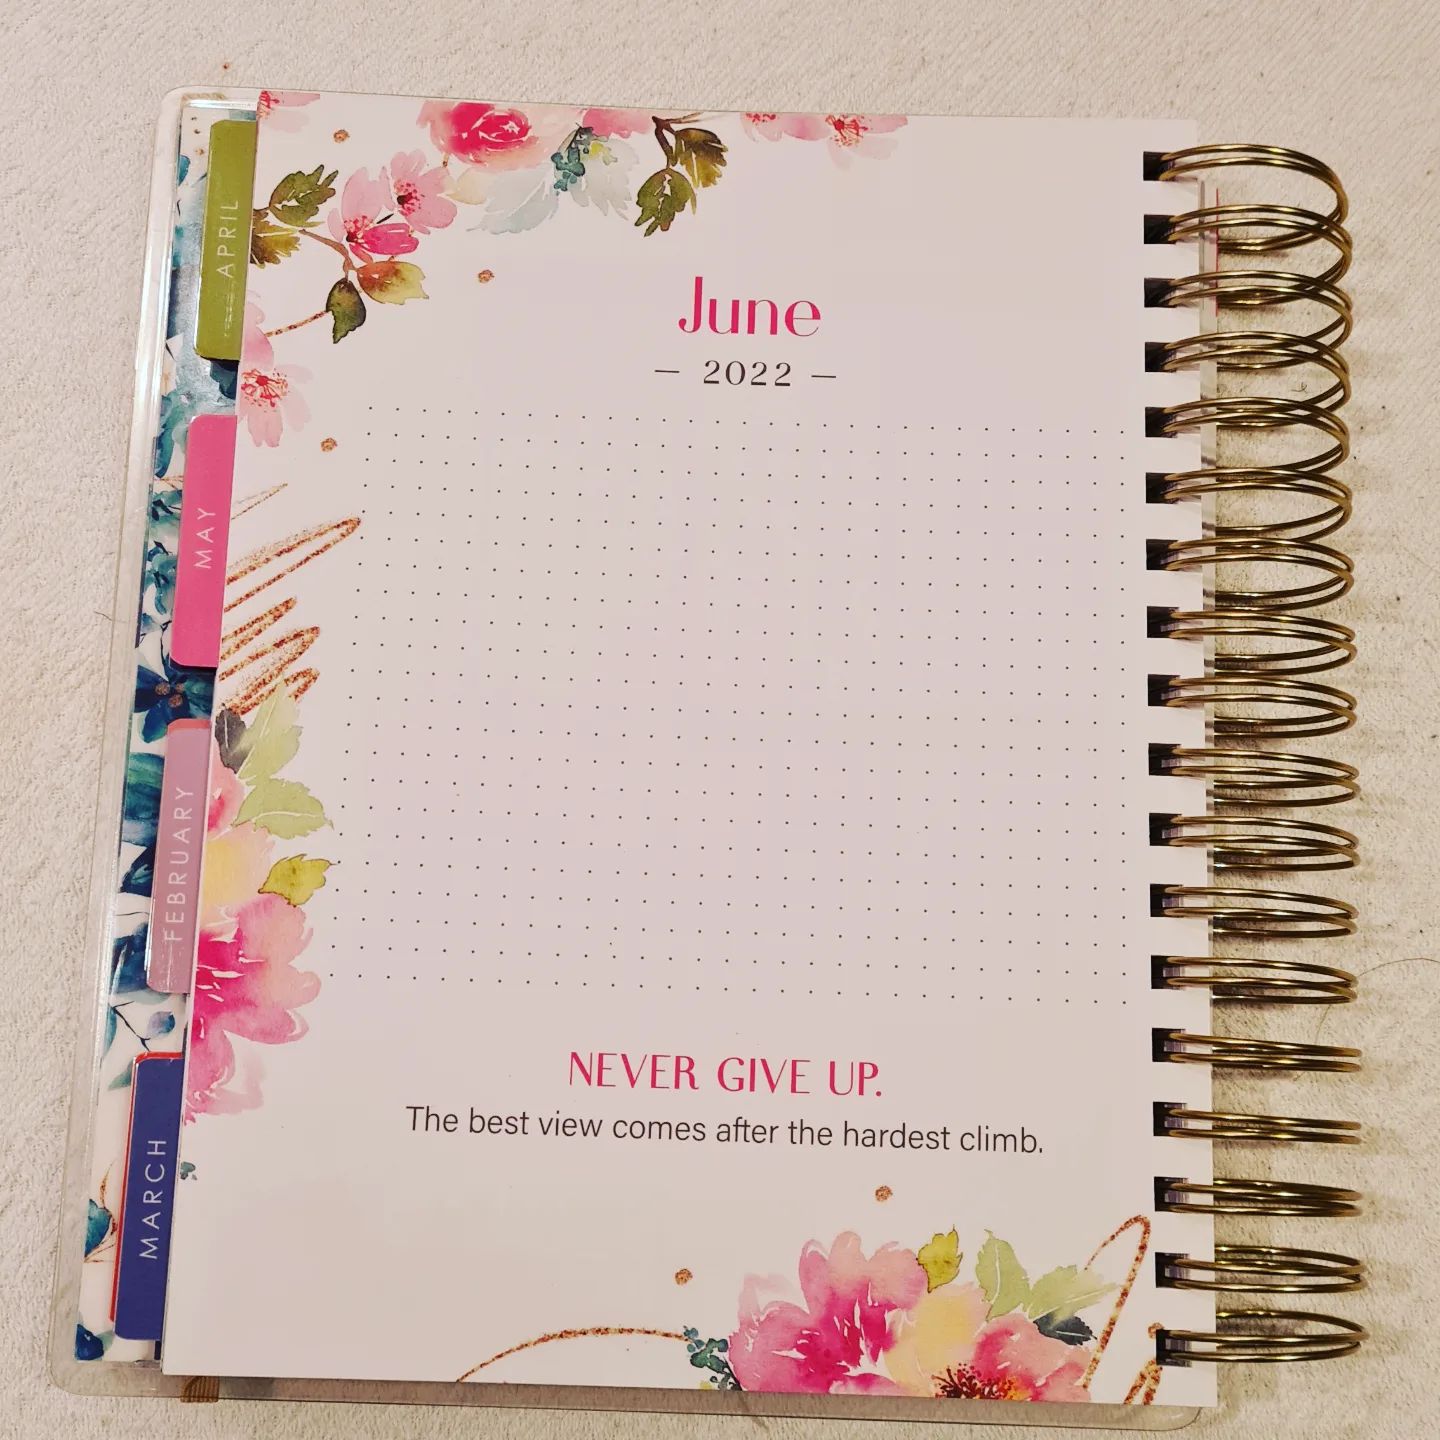 June
— 2022 —
NEVER GIVE UP.
The best view comes after the hardest climb.
APRIL
MAY
FEBRUARY
MARCH